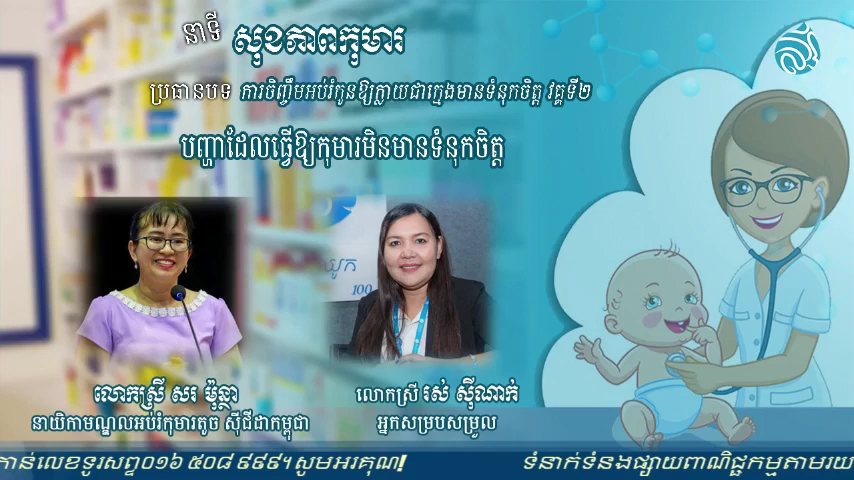 នាទី សុខភាពកុមារ
ប្រធានបទ ការចិញ្ចឹមអប់រំកូនឱ្យក្លាយជាក្មេងមានទំនុកចិត្ត វគ្គទី២
បញ្ហាដែលធ្វើឱ្យកុមារមិនមានទំនុកចិត្ត
យូក
100
លោកស្រី សរ ម៉ូន្ថា
នាយិកាមណ្ឌលអប់រំកុមារតូច ស៊ីជីដាកម្ពុជា
លោកស្រី រស់ ស៊ីណាក់
អ្នកសម្របសម្រួល
កាន់លេខទូរសព្ទ០១៦ ៥០៨ ៩៩៩។ សូមអរគុណ! ទំនាក់ទំនងផ្សាយពាណិជ្ជកម្មតាមរយ